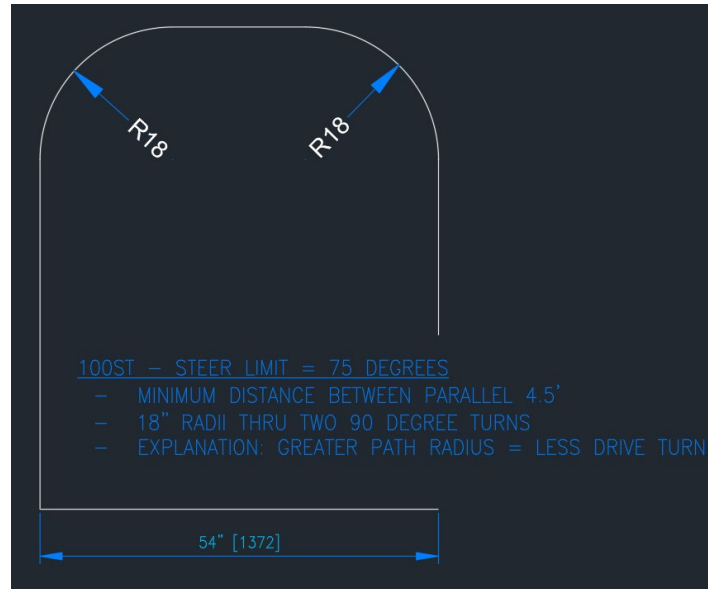 R18
R18
100ST – STEER LIMIT = 75 DEGREES
– MINIMUM DISTANCE BETWEEN PARALLEL 4.5'
– 18" RADII THRU TWO 90 DEGREE TURNS
– EXPLANATION: GREATER PATH RADIUS = LESS DRIVE TURN
54" [1372]